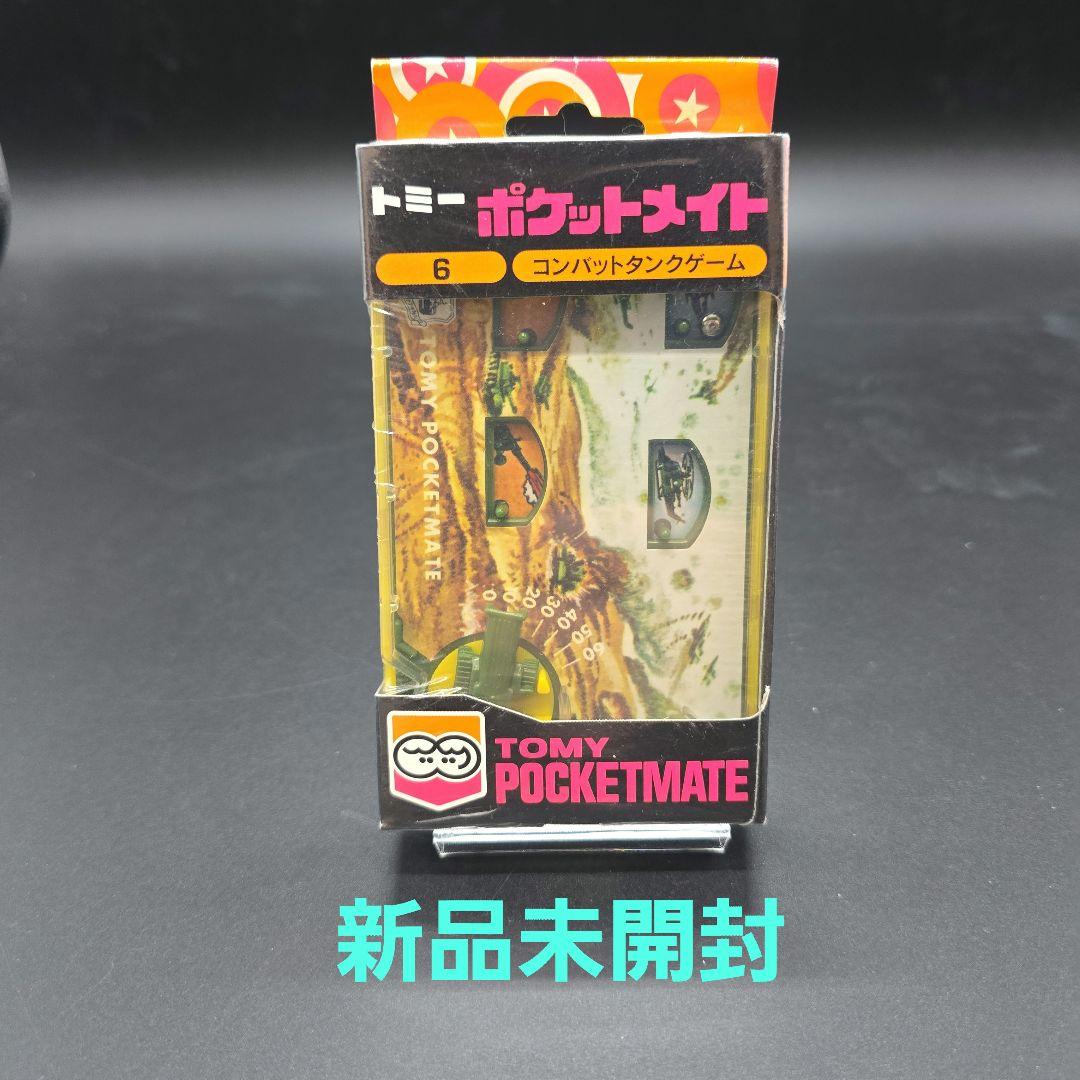 トミー ポケットメイト
6 コンバットタンクゲーム
TOMY POCKETMATE
0
20
30
40
50
60
TOMY
POCKETMATE
新品未開封